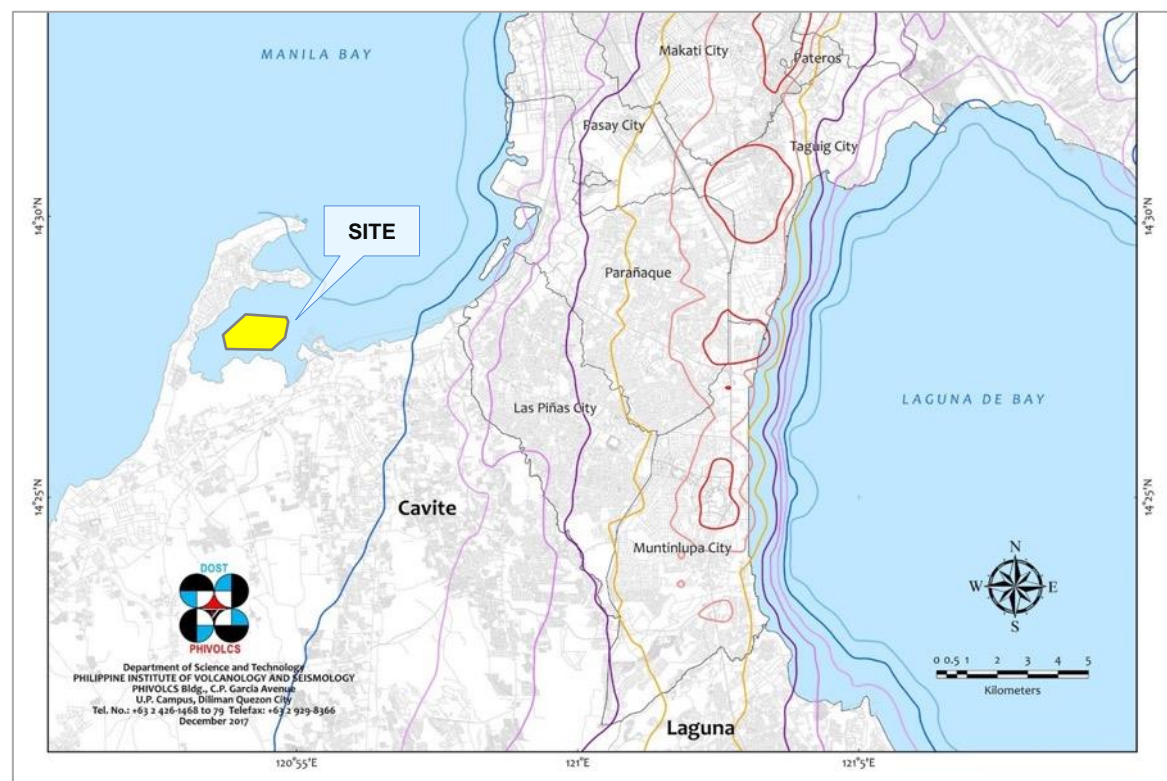 MANILA BAY
Makati City
Pateros
Pasay City
Taguig City
14°30'N
14°30'N
SITE
Parañaque
LAGUNA DE BAY
Las Piñas City
14°25'N
14°25'N
Cavite
Muntinlupa City
N
W
E
S
DOST
PHIVOLCS
Department of Science and Technology
PHILIPPINE INSTITUTE OF VOLCANOLOGY AND SEISMOLOGY
PHIVOLCS Bldg., C.P. Garcia Avenue
U.P. Campus, Diliman Quezon City
Tel. No.: +63 2 426-1468 to 79 Telefax: +63 2 929-8366
December 2017
0 0.5 1 2 3 4 5
Kilometers
Laguna
120°55'E
121°E
121°5'E